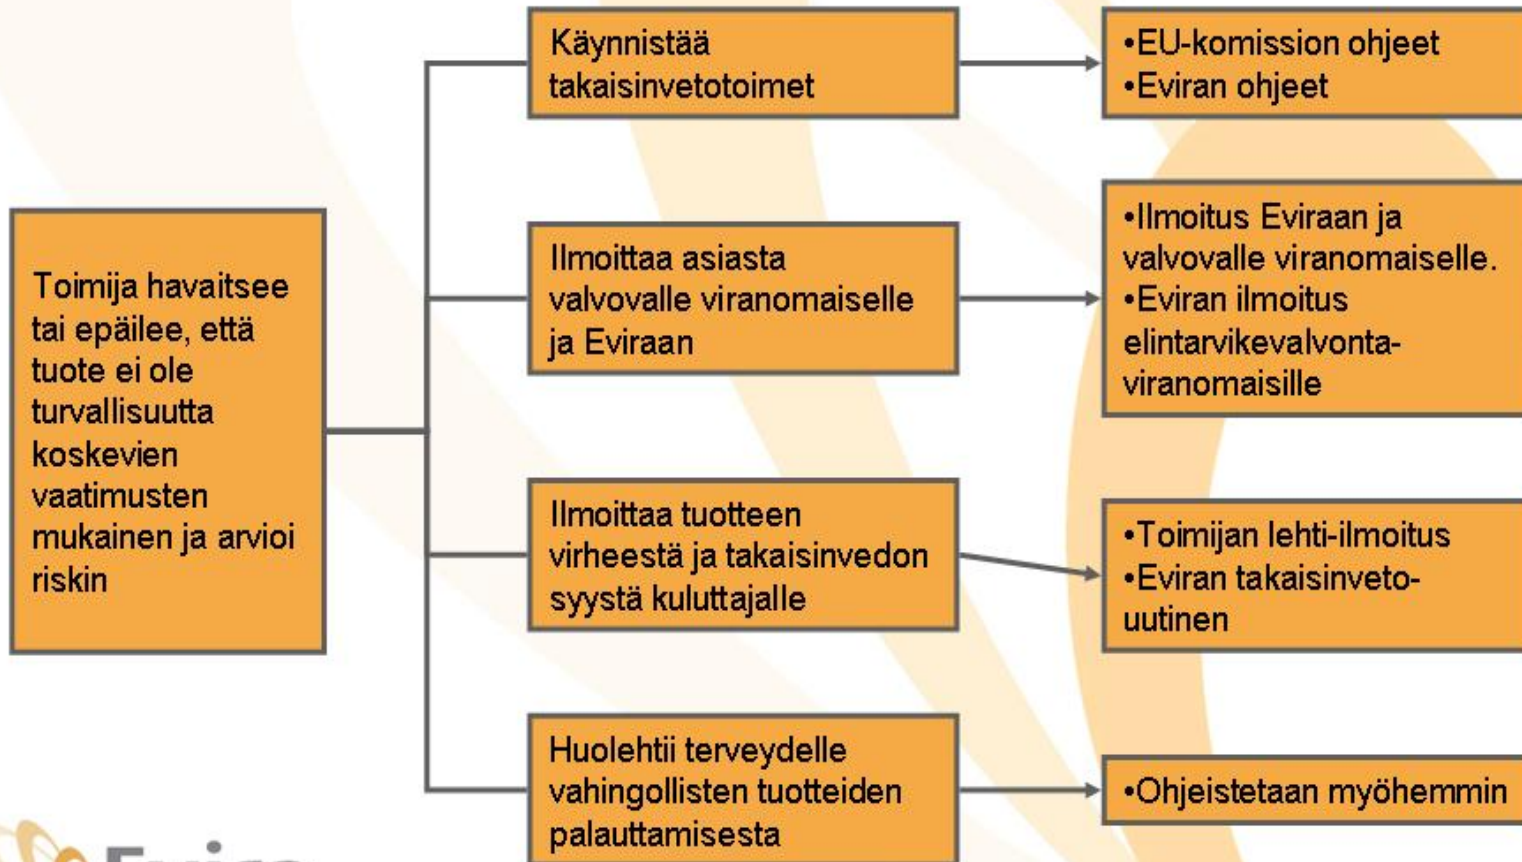 Toimija havaitsee
tai epäilee, että
tuote ei ole
turvallisuutta
koskevien
vaatimusten
mukainen ja arvioi
riskin
Käynnistää
takaisinvetotoimet
•EU-komission ohjeet
•Eviran ohjeet
Ilmoittaa asiasta
valvovalle viranomaiselle
ja Eviraan
•Ilmoitus Eviraan ja
valvovalle viranomaiselle.
•Eviran ilmoitus
elintarvikevalvonta-
viranomaisille
Ilmoittaa tuotteen
virheestä ja takaisinvedon
syystä kuluttajalle
•Toimijan lehti-ilmoitus
•Eviran takaisinveto-
uutinen
Huolehtii terveydelle
vahingollisten tuotteiden
palauttamisesta
•Ohjeistetaan myöhemmin
Evira